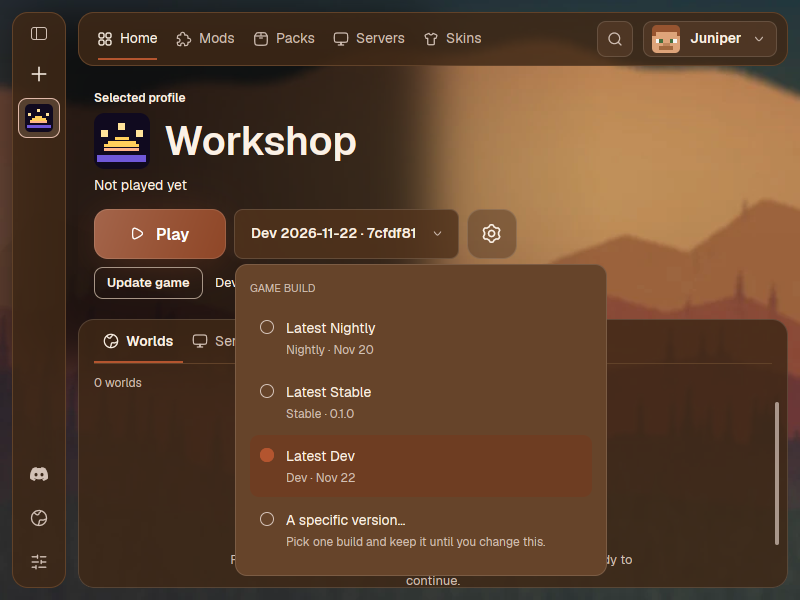 Home
Mods
Packs
Servers
Skins
Juniper
Selected profile
Workshop
Not played yet
Play
Dev 2026-11-22 · 7cfdf81
Update game
GAME BUILD
Latest Nightly
Nightly · Nov 20
Latest Stable
Stable · 0.1.0
Latest Dev
Dev · Nov 22
A specific version...
Pick one build and keep it until you change this.
Worlds
0 worlds
to
continue.